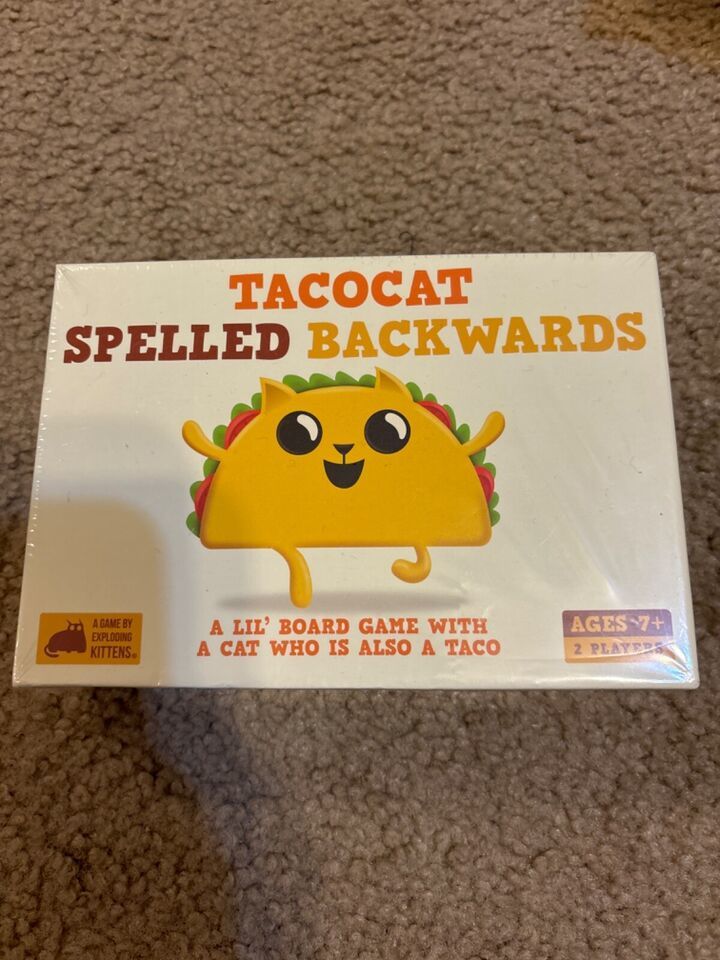 TACOCAT
SPELLED BACKWARDS
A LIL' BOARD GAME WITH
A CAT WHO IS ALSO A TACO
A GAME BY
EXPLODING
KITTENS®
AGES 7+
2 PLAYERS